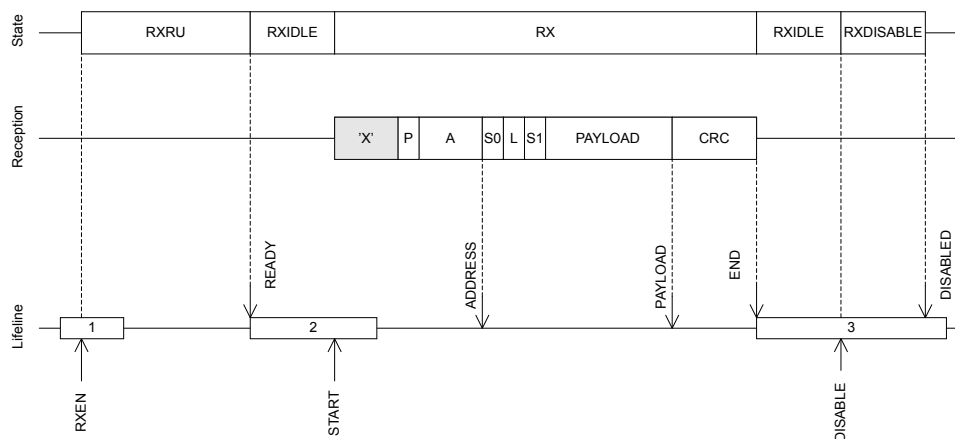 State
RXRU
RXIDLE
RX
RXIDLE
RXDISABLE
Reception
'X'
P
A
S0
L
S1
PAYLOAD
CRC
READY
ADDRESS
PAYLOAD
END
DISABLED
Lifeline
1
2
3
RXEN
START
DISABLE